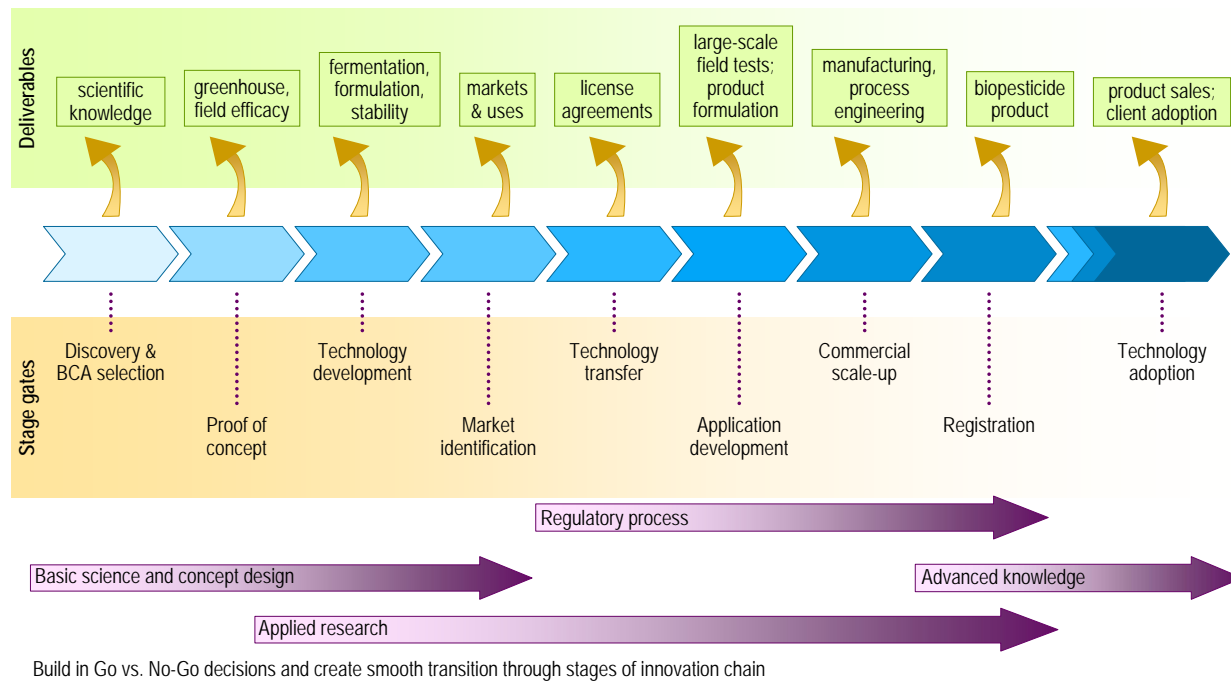 Deliverables
scientific
knowledge
greenhouse,
field efficacy
fermentation,
formulation,
stability
markets
& uses
license
agreements
large-scale
field tests;
product
formulation
manufacturing,
process
engineering
biopesticide
product
product sales;
client adoption
Stage gates
Discovery &
BCA selection
Proof of
concept
Technology
development
Market
identification
Technology
transfer
Application
development
Commercial
scale-up
Registration
Technology
adoption
Regulatory process
Basic science and concept design
Advanced knowledge
Applied research
Build in Go vs. No-Go decisions and create smooth transition through stages of innovation chain